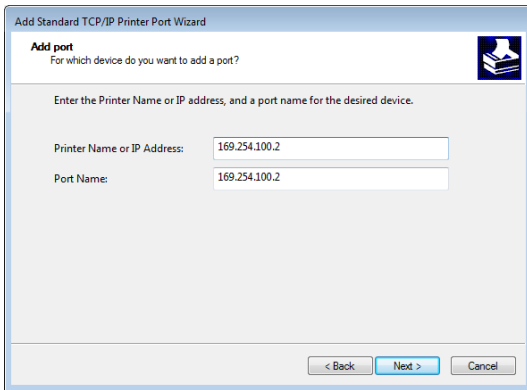 Add Standard TCP/IP Printer Port Wizard
Add port
For which device do you want to add a port?
Enter the Printer Name or IP address, and a port name for the desired device.
Printer Name or IP Address: 169.254.100.2
Port Name: 169.254.100.2
< Back Next > Cancel